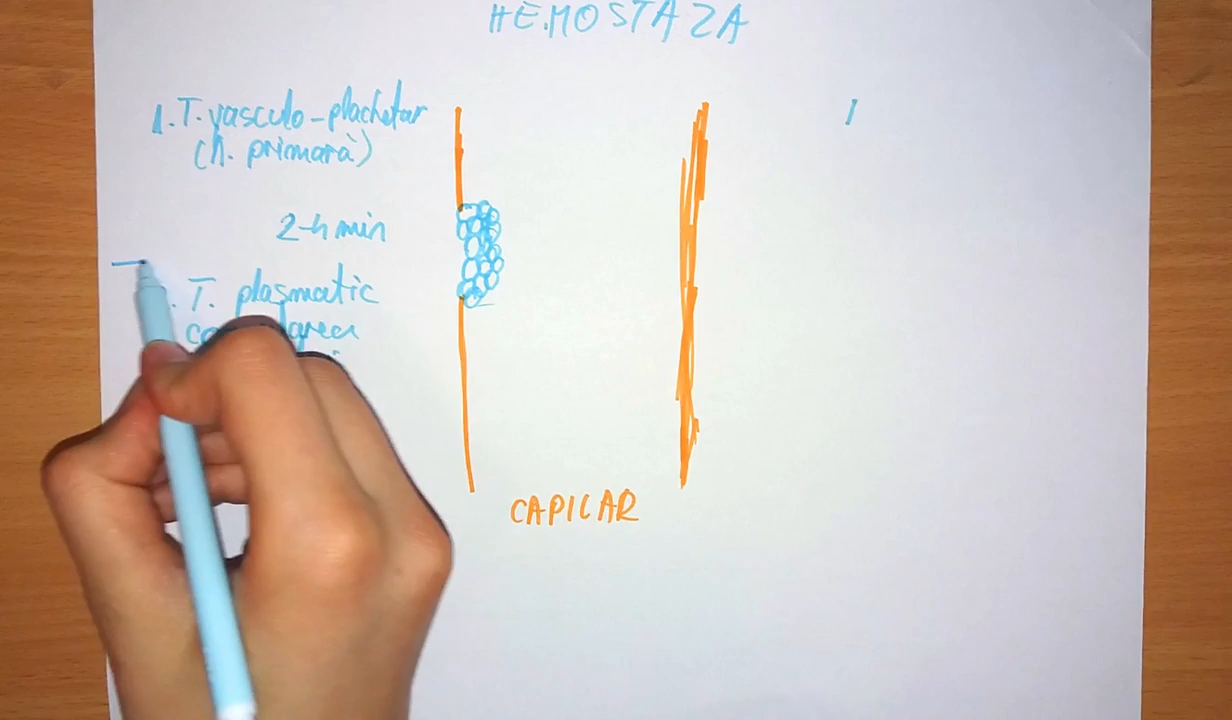 HEMOSTAZA
1. T. vasculo-plachetar
(h. primară)
2-4 min
. T. plasmatic
CAPILAR